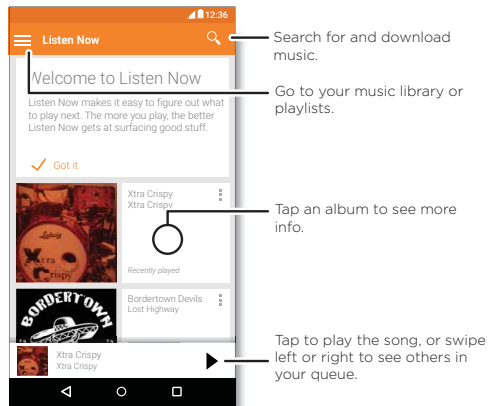 12:36
Listen Now
Search for and download
music.
Welcome to Listen Now
Go to your music library or
playlists.
Listen Now makes it easy to figure out what
to play next. The more you play, the better
Listen Now gets at surfacing good stuff.
Got it
Xtra Crispy
Xtra Crispy
Ludwig
Xtra
Crispy
Recently played
Tap an album to see more
info.
BORDERTOWN
Bordertown Devils
Lost Highway
Xtra Crispy
Xtra Crispy
Tap to play the song, or swipe
left or right to see others in
your queue.